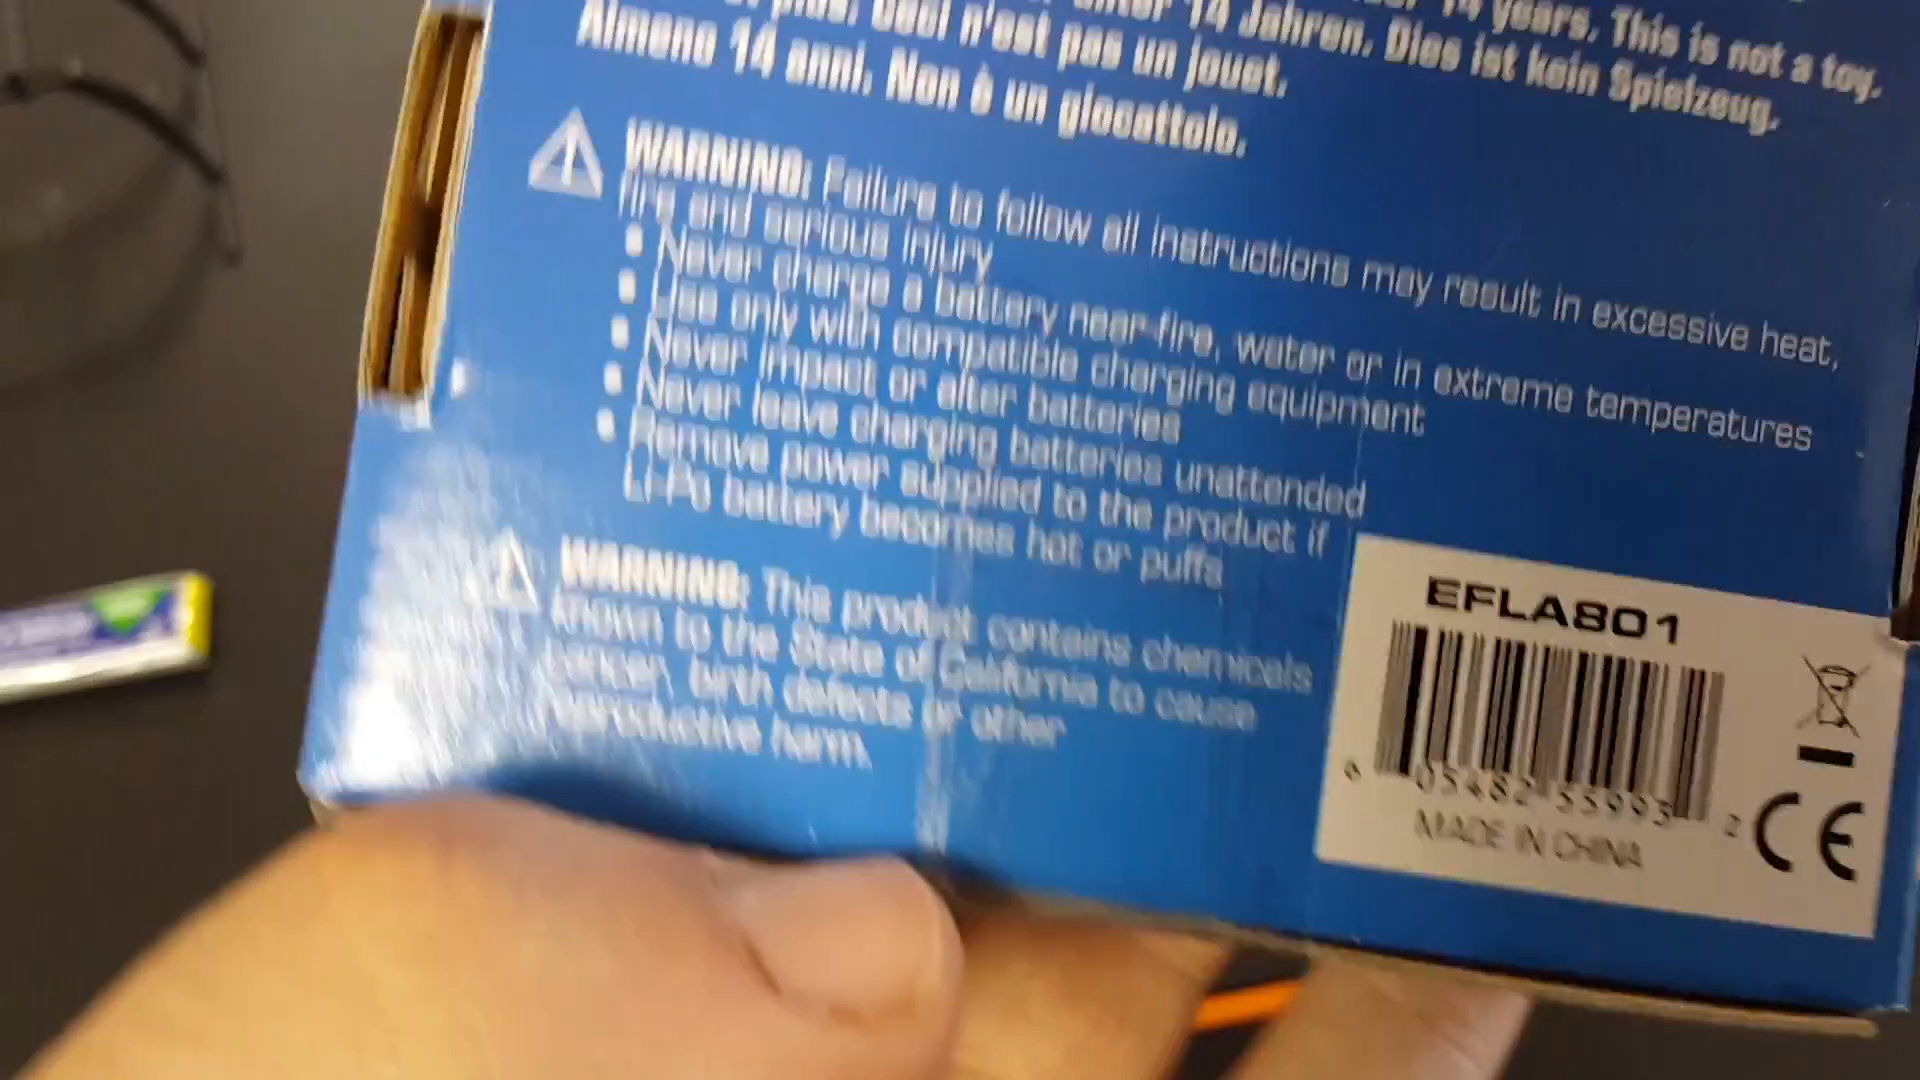 14 years. This is not a toy.
14 Jahren. Dies ist kein Spielzeug.
plus. Ceci n'est pas un jouet.
Almeno 14 anni. Non è un giocattolo.
WARNING: Failure to follow all instructions may result in excessive heat,
fire and serious injury
• Never charge a battery near fire, water or in extreme temperatures
• Use only with compatible charging equipment
• Never impact or alter batteries
• Never leave charging batteries unattended
• Remove power supplied to the product if
Li-Po battery becomes hot or puffs
WARNING: This product contains chemicals
known to the State of California to cause
cancer, birth defects or other
reproductive harm.
EFLA801
6 05482 55993 2
MADE IN CHINA
CE